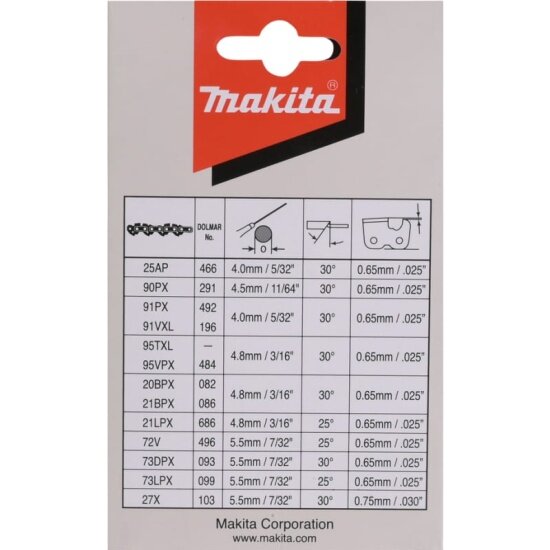 makita®
DOLMAR
No.
0
25AP 466 4.0mm / 5/32" 30° 0.65mm / .025"
90PX 291 4.5mm / 11/64" 30° 0.65mm / .025"
91PX 492
4.0mm / 5/32" 30° 0.65mm / .025"
91VXL 196
95TXL —
4.8mm / 3/16" 30° 0.65mm / .025"
95VPX 484
20BPX 082
4.8mm / 3/16" 30° 0.65mm / .025"
21BPX 086
21LPX 686 4.8mm / 3/16" 25° 0.65mm / .025"
72V 496 5.5mm / 7/32" 25° 0.65mm / .025"
73DPX 093 5.5mm / 7/32" 30° 0.65mm / .025"
73LPX 099 5.5mm / 7/32" 25° 0.65mm / .025"
27X 103 5.5mm / 7/32" 30° 0.75mm / .030"
Makita Corporation
www.makita.com